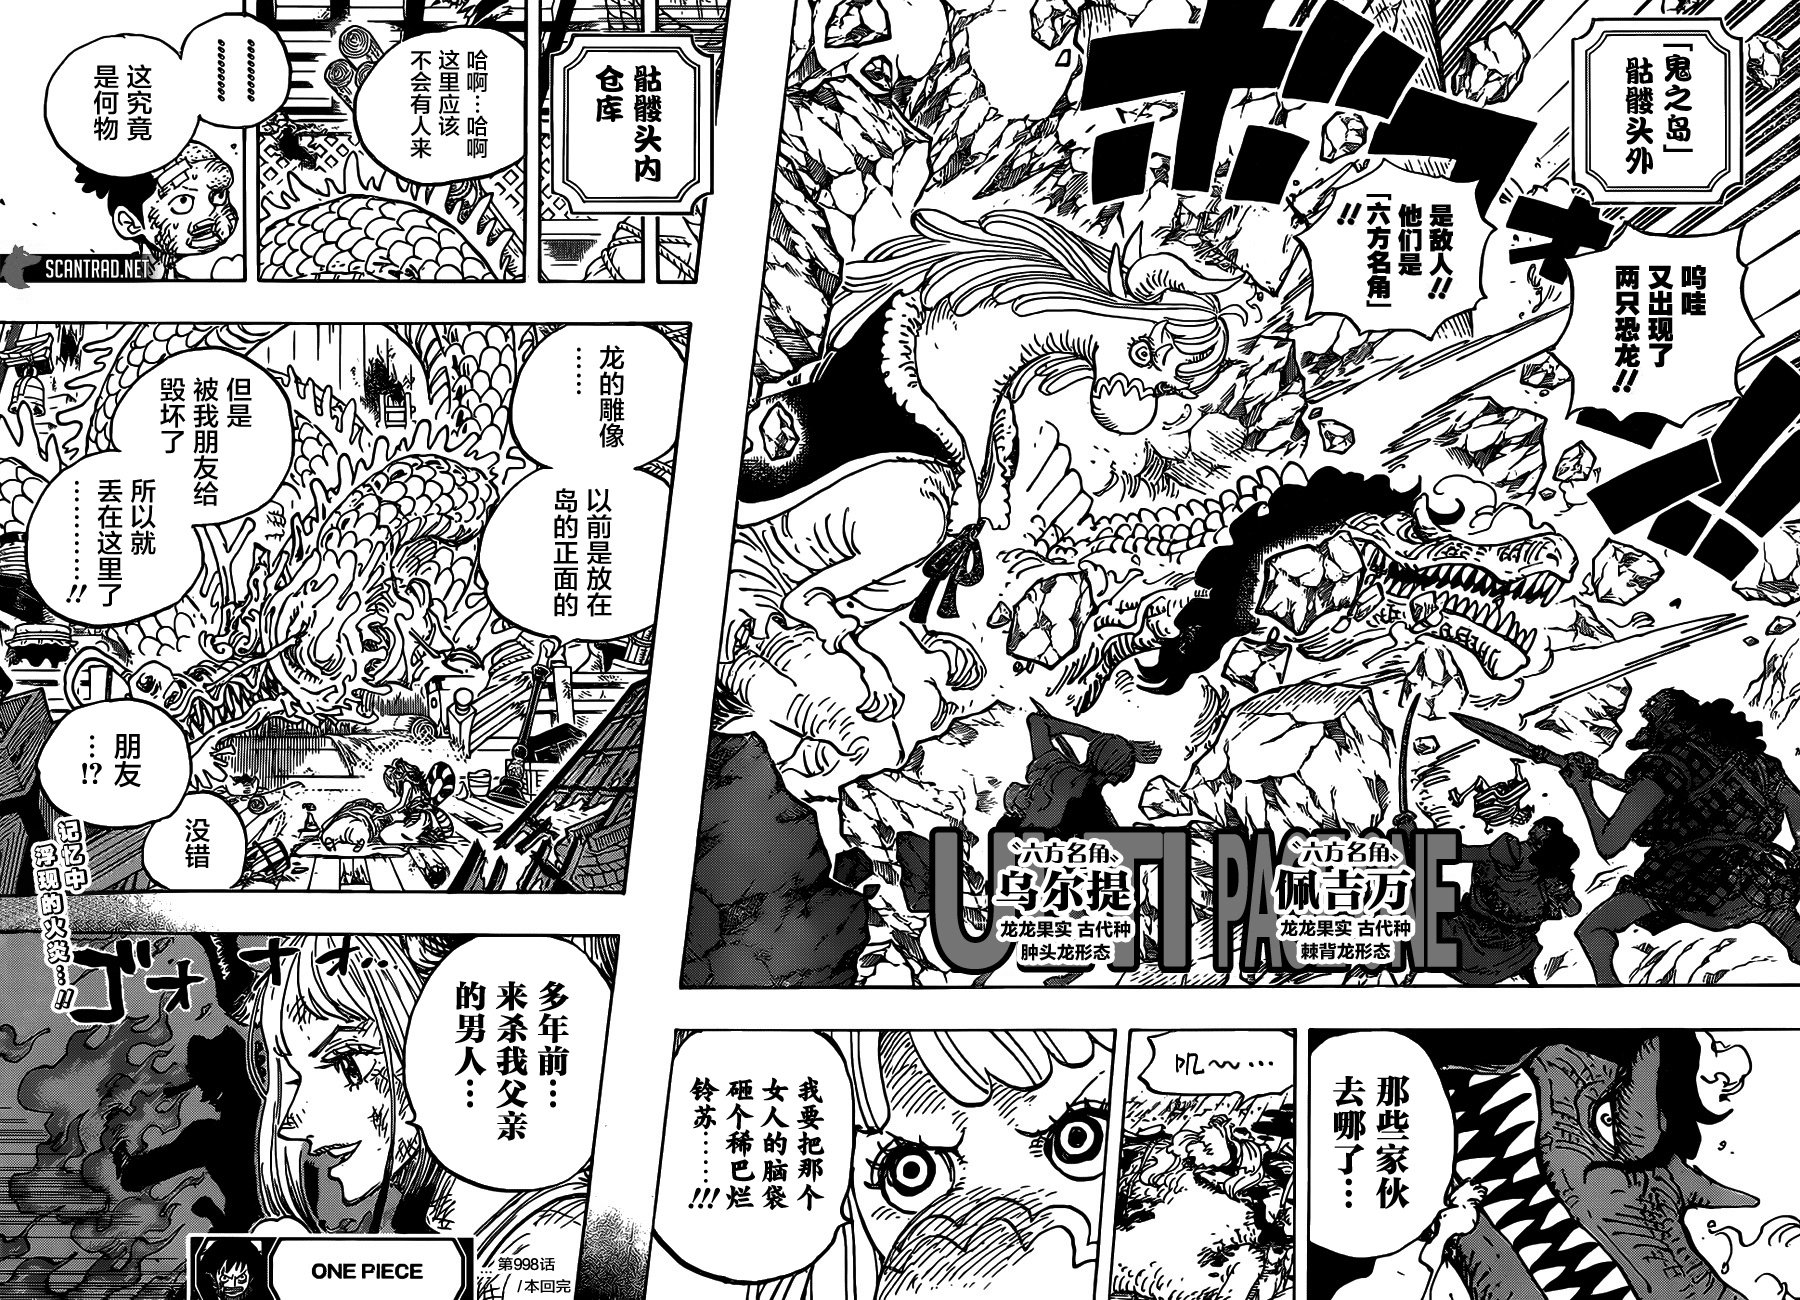 「鬼之岛」
骷髅头外
呜哇
又出现了
两只恐龙!!
是敌人!!
他们是
「六方名角」
!!
ULTI
〝六方名角〟
乌尔提
龙龙果实 古代种
肿头龙形态
PAGE ONE
〝六方名角〟
佩吉万
龙龙果实 古代种
棘背龙形态
那些家伙
去哪了…
叽～…
我要把那个
女人的脑袋
砸个稀巴烂
铃苏……!!!
骷髅头内
仓库
哈啊…哈啊
这里应该
不会有人来
………
………
这究竟
是何物
SCANTRAD.NET
龙的雕像
……
以前是放在
岛的正面的
但是
被我朋友给
毁坏了
所以就
丢在这里了
………!!
朋友
…!?
没错
多年前…
来杀我父亲
的男人…
ゴォォ…
记忆中
浮现的火炎…!!
ONE PIECE
… 第998话
/本回完